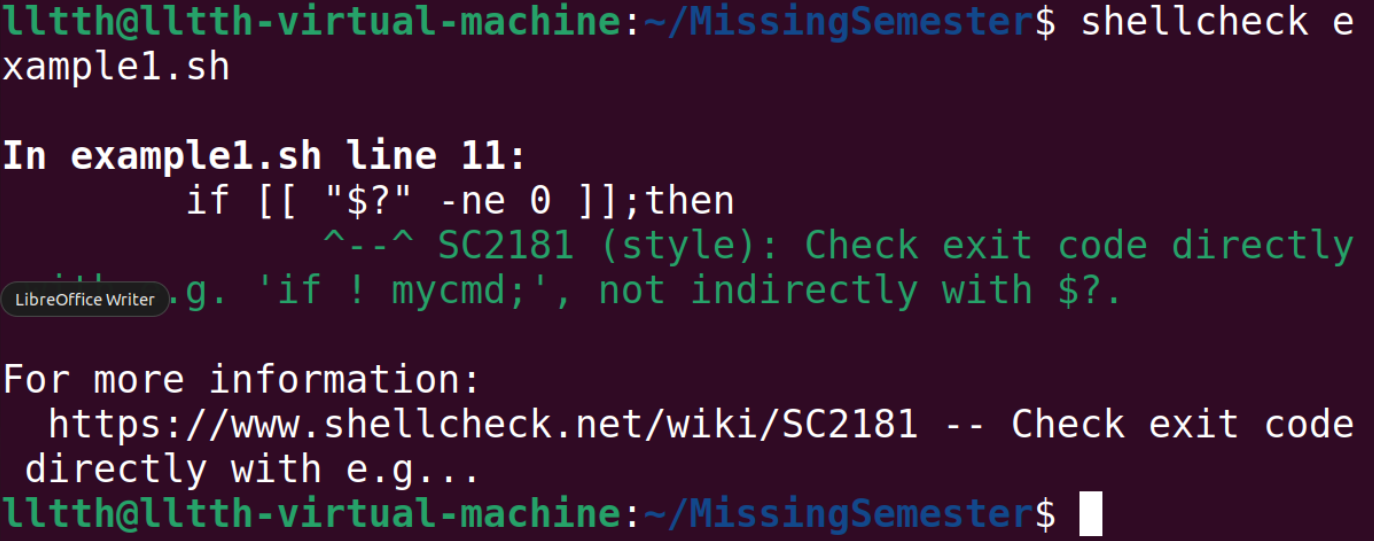 lltth@lltth-virtual-machine:~/MissingSemester$ shellcheck e
xample1.sh
In example1.sh line 11:
        if [[ "$?" -ne 0 ]];then
              ^--^ SC2181 (style): Check exit code directly
.g. 'if ! mycmd;', not indirectly with $?.
LibreOffice Writer
For more information:
  https://www.shellcheck.net/wiki/SC2181 -- Check exit code
 directly with e.g...
lltth@lltth-virtual-machine:~/MissingSemester$